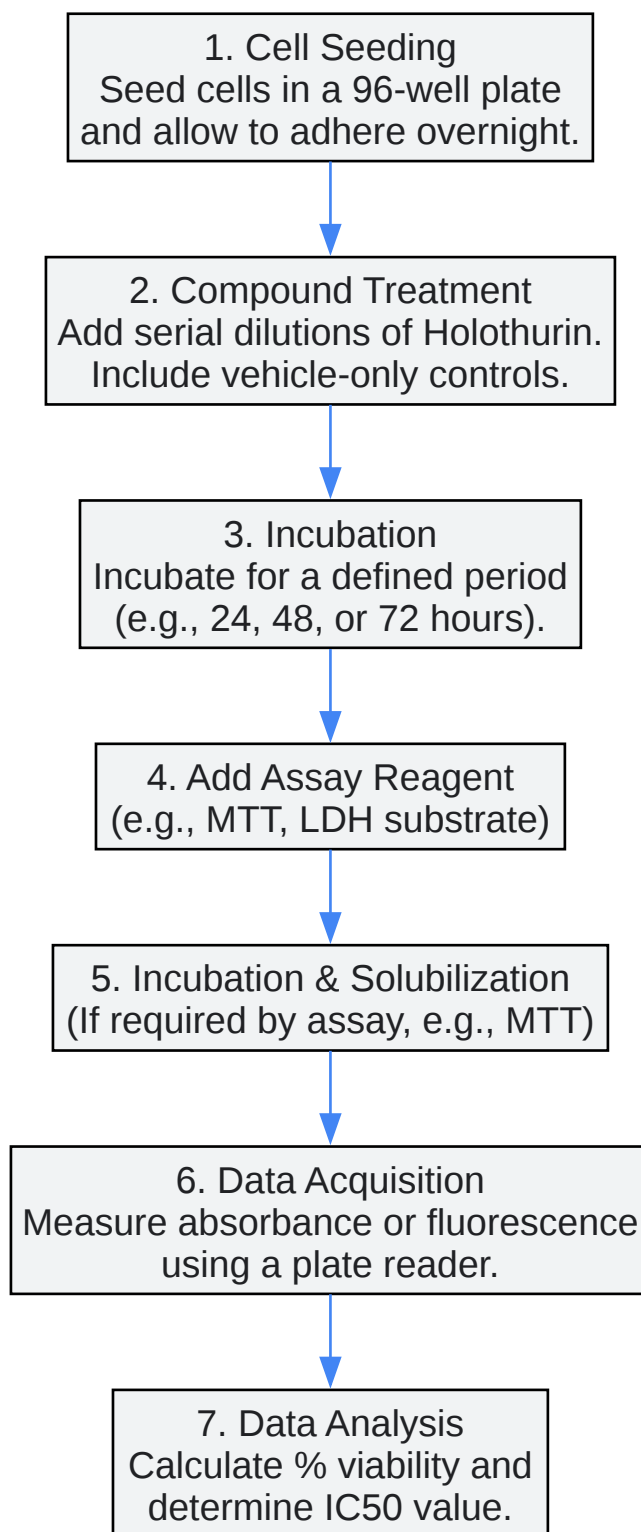 1. Cell Seeding
Seed cells in a 96-well plate
and allow to adhere overnight.
2. Compound Treatment
Add serial dilutions of Holothurin.
Include vehicle-only controls.
3. Incubation
Incubate for a defined period
(e.g., 24, 48, or 72 hours).
4. Add Assay Reagent
(e.g., MTT, LDH substrate)
5. Incubation & Solubilization
(If required by assay, e.g., MTT)
6. Data Acquisition
Measure absorbance or fluorescence
using a plate reader.
7. Data Analysis
Calculate % viability and
determine IC50 value.